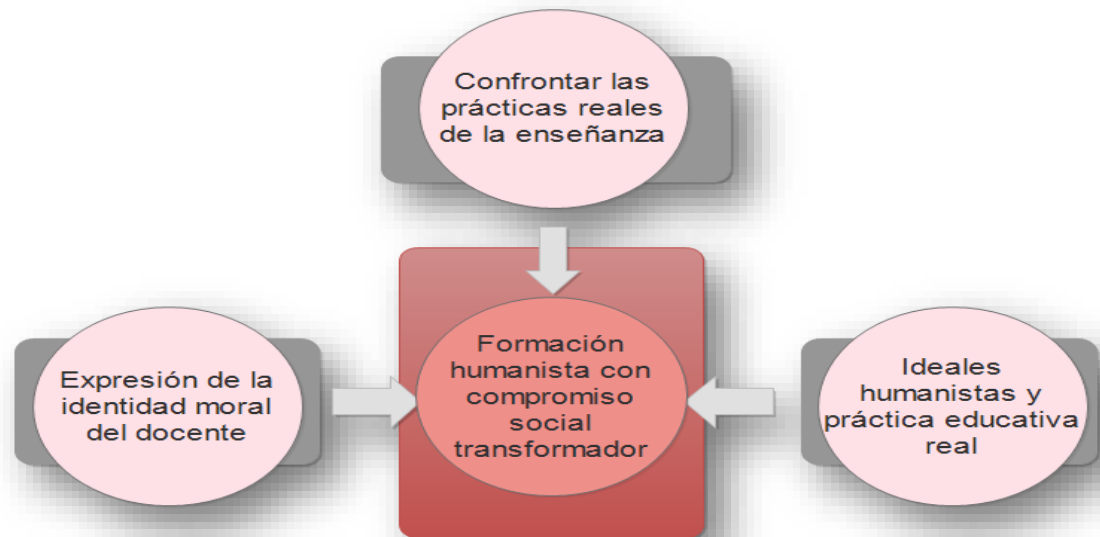 Confrontar las
prácticas reales
de la enseñanza
Expresión de la
identidad moral
del docente
Formación
humanista con
compromiso
social
transformador
Ideales
humanistas y
práctica educativa
real